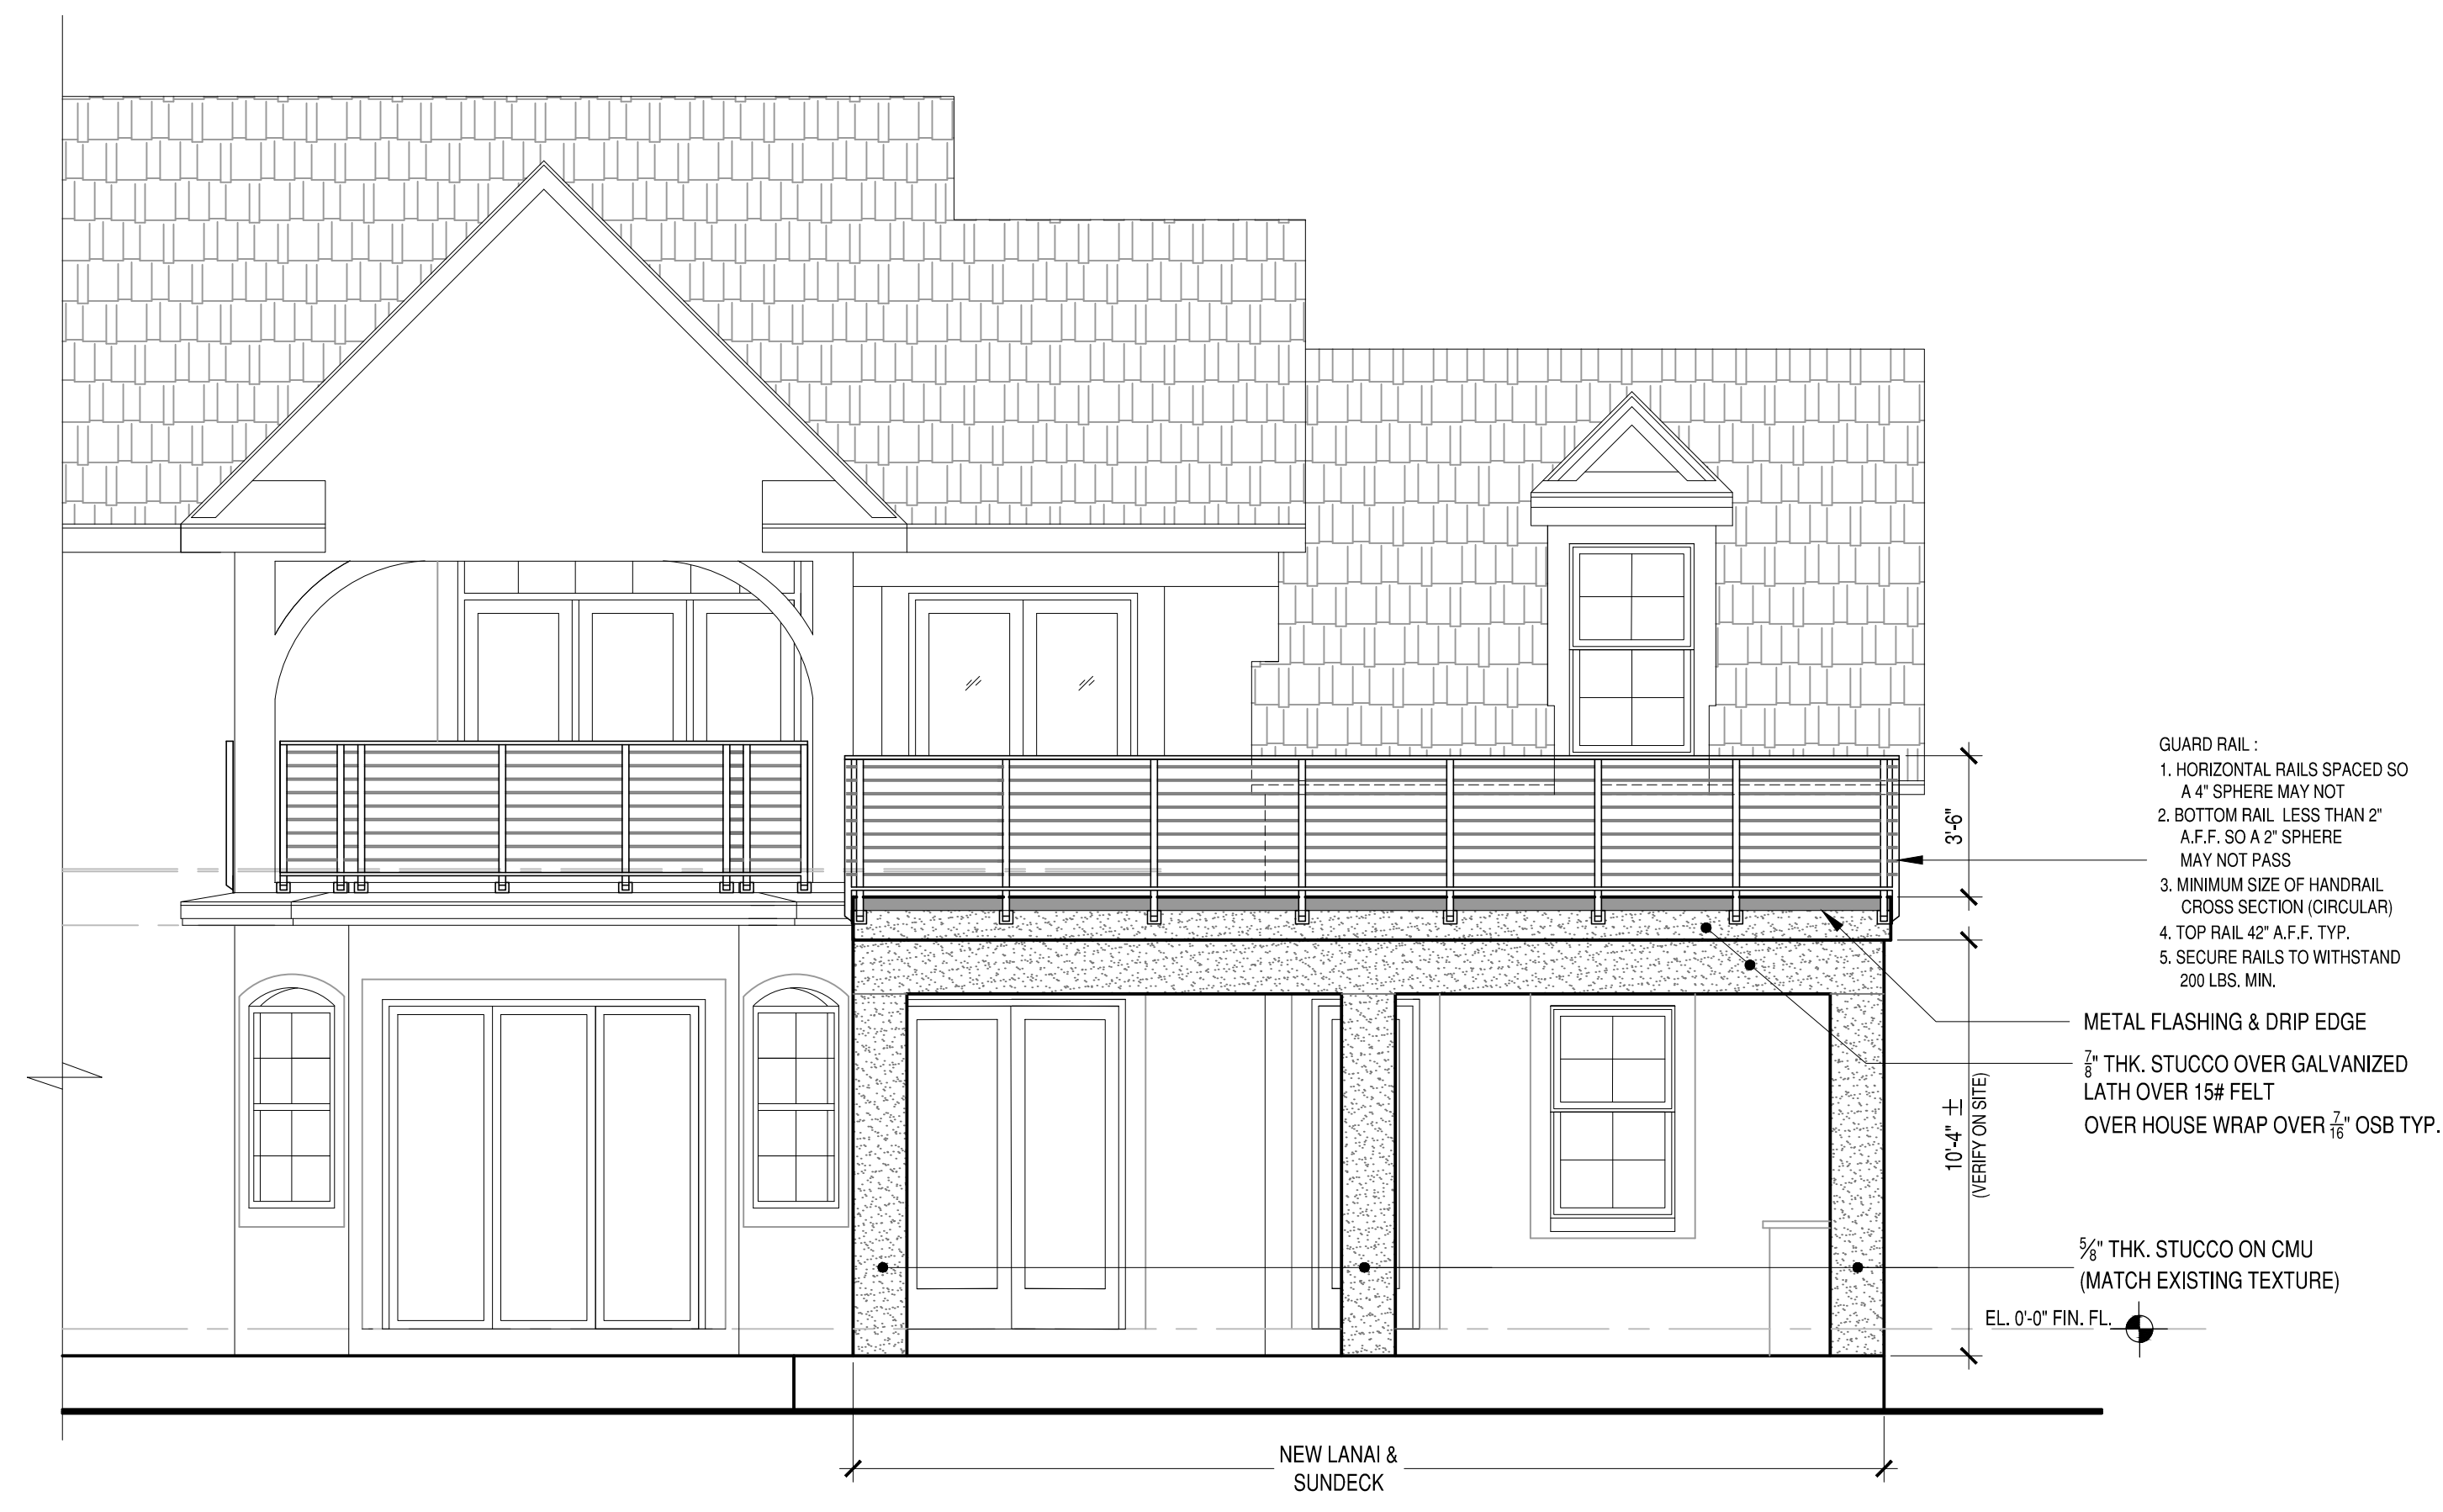 GUARD RAIL :
1. HORIZONTAL RAILS SPACED SO
A 4" SPHERE MAY NOT
2. BOTTOM RAIL LESS THAN 2"
A.F.F. SO A 2" SPHERE
MAY NOT PASS
3. MINIMUM SIZE OF HANDRAIL
CROSS SECTION (CIRCULAR)
4. TOP RAIL 42" A.F.F. TYP.
5. SECURE RAILS TO WITHSTAND
200 LBS. MIN.
3'-6"
METAL FLASHING & DRIP EDGE
7/8" THK. STUCCO OVER GALVANIZED
LATH OVER 15# FELT
OVER HOUSE WRAP OVER 7/16" OSB TYP.
10'-4" ±
(VERIFY ON SITE)
5/8" THK. STUCCO ON CMU
(MATCH EXISTING TEXTURE)
EL. 0'-0" FIN. FL.
NEW LANAI &
SUNDECK